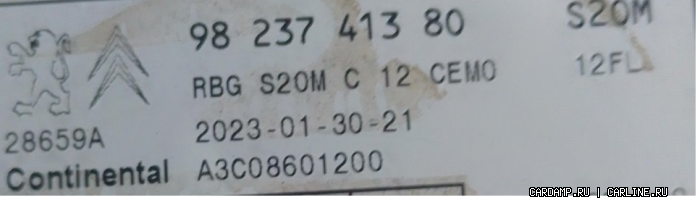 98 237 413 80 S20M
RBG S20M C 12 CEMO 12FL
28659A 2023-01-30-21
Continental A3C08601200
CARDAMP.RU | CARLINE.RU